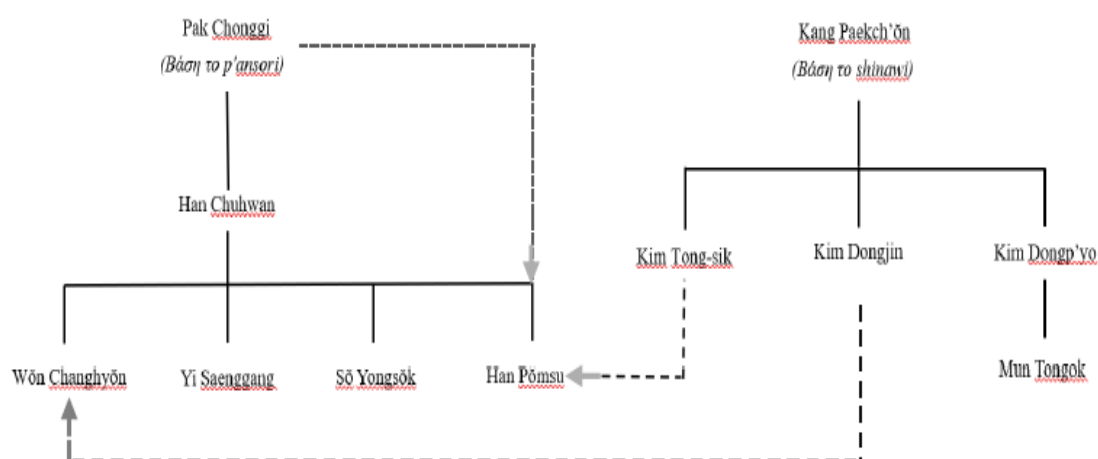 Pak Chonggi
(Βάση το p'ansori)
Kang Paekch'ŏn
(Βάση το shinawi)
Han Chuhwan
Kim Tong-sik
Kim Dongjin
Kim Dongp'yo
Wŏn Changhyŏn
Yi Saenggang
Sŏ Yongsŏk
Han Pŏmsu
Mun Tongok